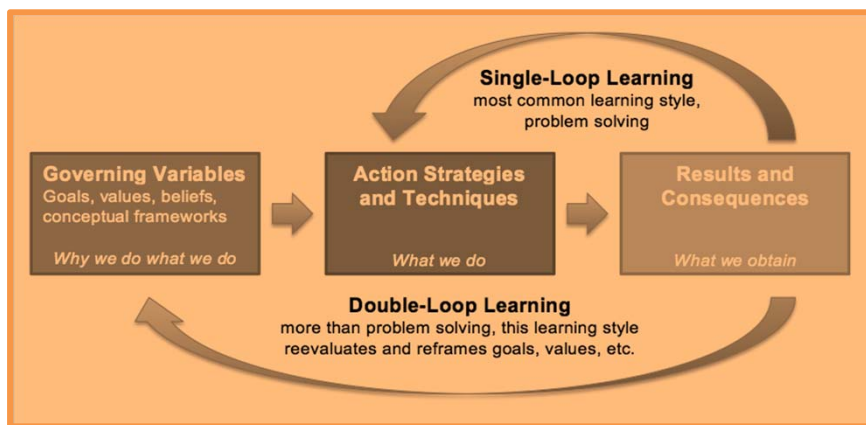 Single-Loop Learning
most common learning style,
problem solving
Governing Variables
Goals, values, beliefs,
conceptual frameworks
Why we do what we do
Action Strategies
and Techniques
What we do
Results and
Consequences
What we obtain
Double-Loop Learning
more than problem solving, this learning style
reevaluates and reframes goals, values, etc.